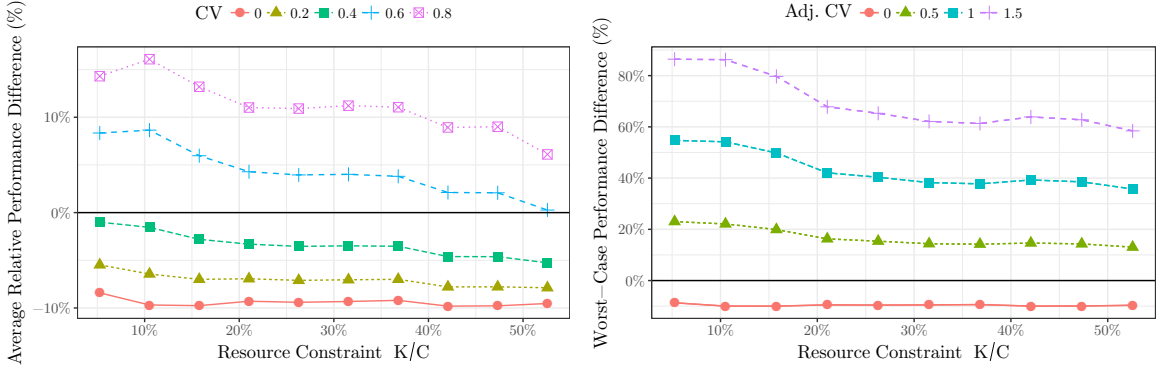 CV 0 0.2 0.4 0.6 0.8
Average Relative Performance Difference (%)
10%
0%
−10%
10% 20% 30% 40% 50%
Resource Constraint K/C
Adj. CV 0 0.5 1 1.5
Worst−Case Performance Difference (%)
80%
60%
40%
20%
0%
10% 20% 30% 40% 50%
Resource Constraint K/C